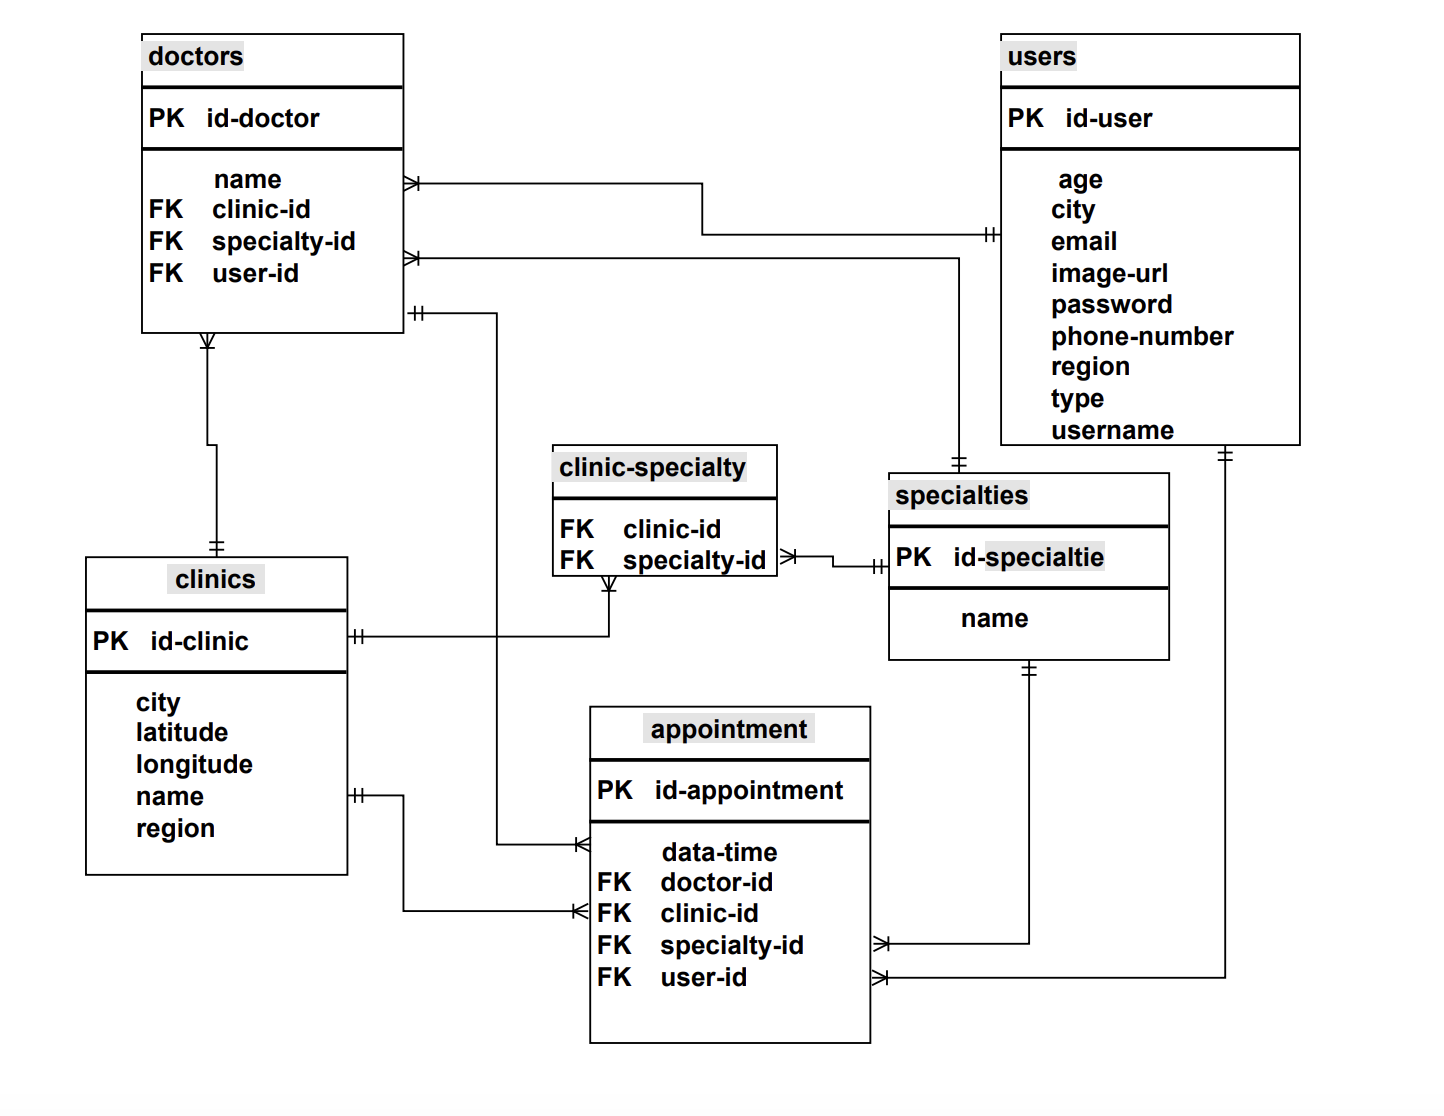 doctors
PK id-doctor
name
FK clinic-id
FK specialty-id
FK user-id
users
PK id-user
age
city
email
image-url
password
phone-number
region
type
username
clinic-specialty
FK clinic-id
FK specialty-id
specialties
PK id-specialtie
name
clinics
PK id-clinic
city
latitude
longitude
name
region
appointment
PK id-appointment
data-time
FK doctor-id
FK clinic-id
FK specialty-id
FK user-id